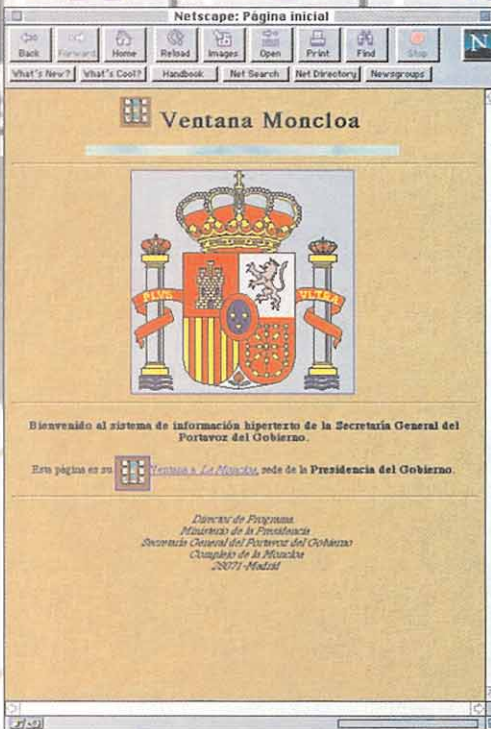 Netscape: Página inicial
Back Forward Home Reload Images Open Print Find Stop N
What's New? What's Cool? Handbook Net Search Net Directory Newsgroups
Ventana Moncloa
PLUS VLTRA
Bienvenido al sistema de información hipertexto de la Secretaría General del
Portavoz del Gobierno.
Esta página es su Ventana a La Moncloa, sede de la Presidencia del Gobierno.
Director de Programa.
Ministerio de la Presidencia
Secretaría General del Portavoz del Gobierno
Complejo de la Moncloa
28071-Madrid